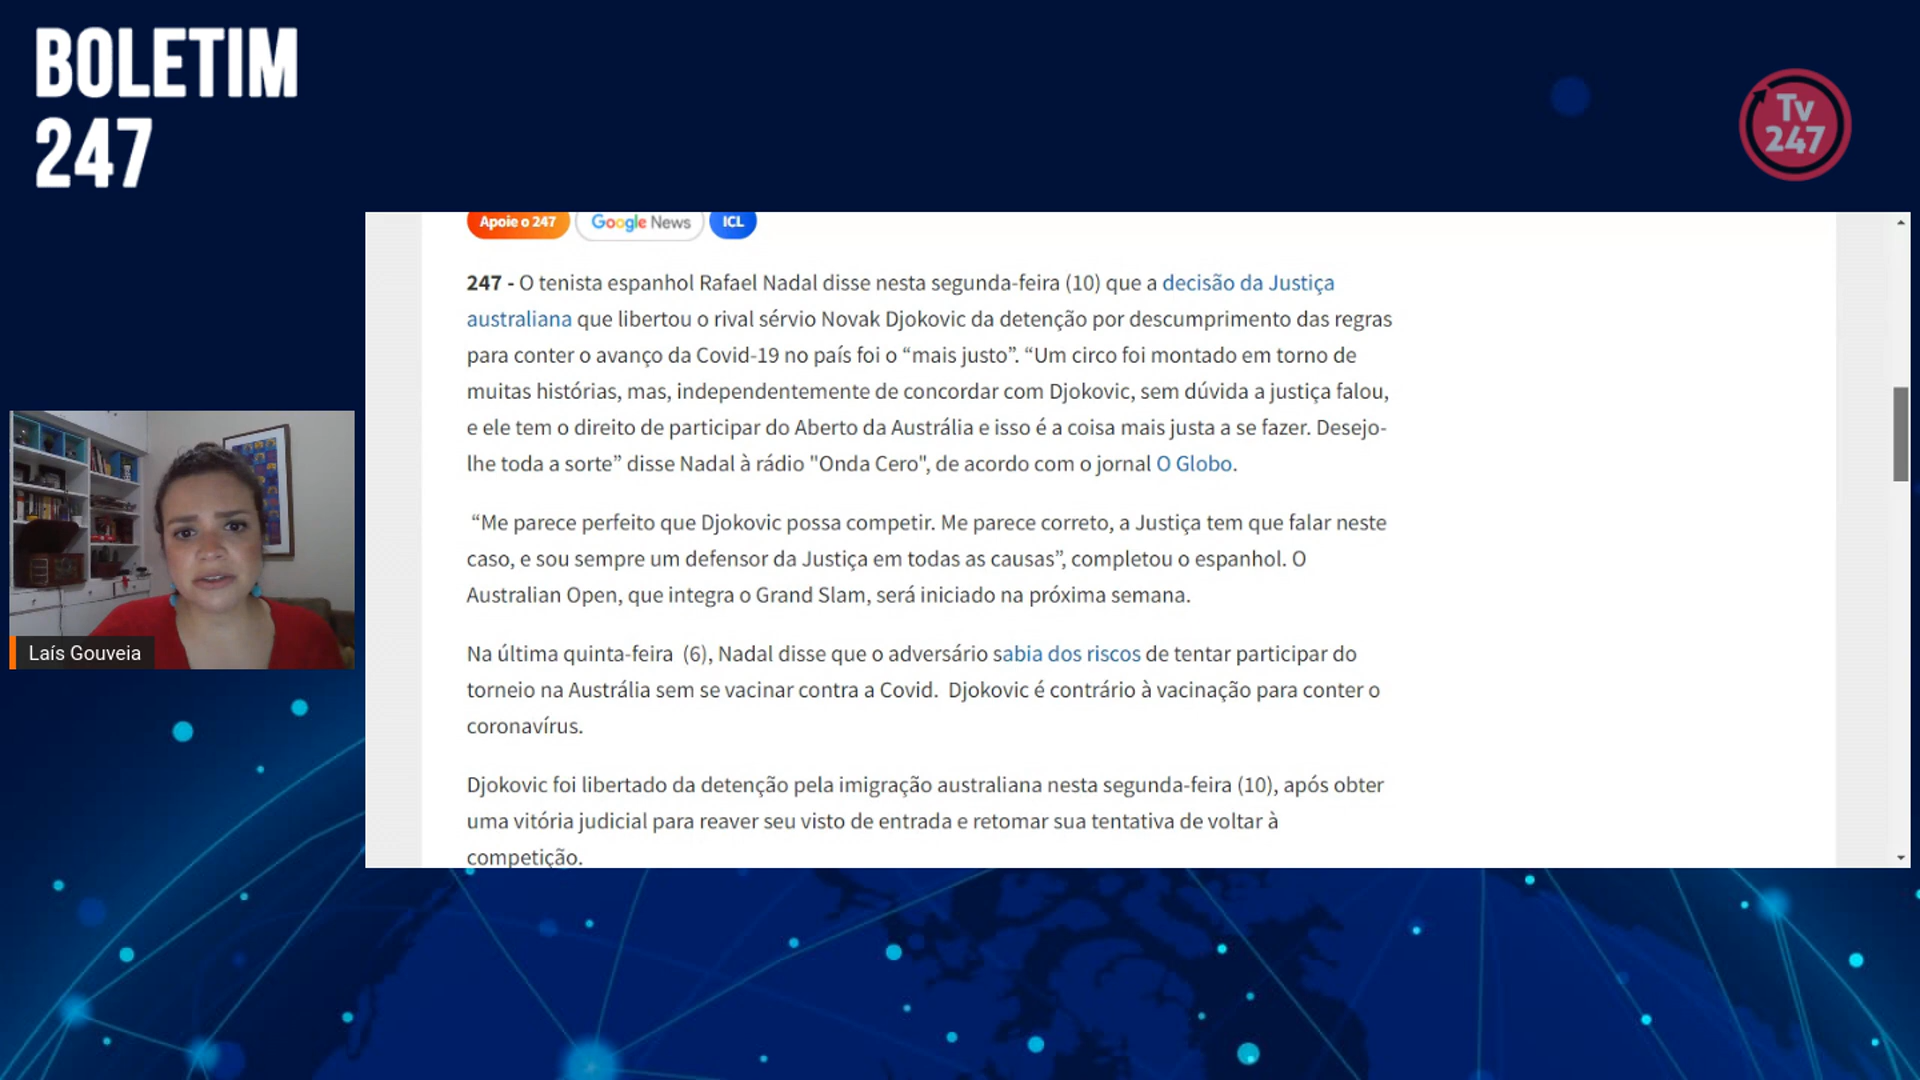 BOLETIM
247
Tv
247
Apoie o 247 Google News ICL
247 - O tenista espanhol Rafael Nadal disse nesta segunda-feira (10) que a decisão da Justiça
australiana que libertou o rival sérvio Novak Djokovic da detenção por descumprimento das regras
para conter o avanço da Covid-19 no país foi o “mais justo”. “Um circo foi montado em torno de
muitas histórias, mas, independentemente de concordar com Djokovic, sem dúvida a justiça falou,
e ele tem o direito de participar do Aberto da Austrália e isso é a coisa mais justa a se fazer. Desejo-
lhe toda a sorte” disse Nadal à rádio "Onda Cero", de acordo com o jornal O Globo.
“Me parece perfeito que Djokovic possa competir. Me parece correto, a Justiça tem que falar neste
caso, e sou sempre um defensor da Justiça em todas as causas”, completou o espanhol. O
Australian Open, que integra o Grand Slam, será iniciado na próxima semana.
Na última quinta-feira (6), Nadal disse que o adversário sabia dos riscos de tentar participar do
torneio na Austrália sem se vacinar contra a Covid. Djokovic é contrário à vacinação para conter o
coronavírus.
Djokovic foi libertado da detenção pela imigração australiana nesta segunda-feira (10), após obter
uma vitória judicial para reaver seu visto de entrada e retomar sua tentativa de voltar à
competição.
Laís Gouveia